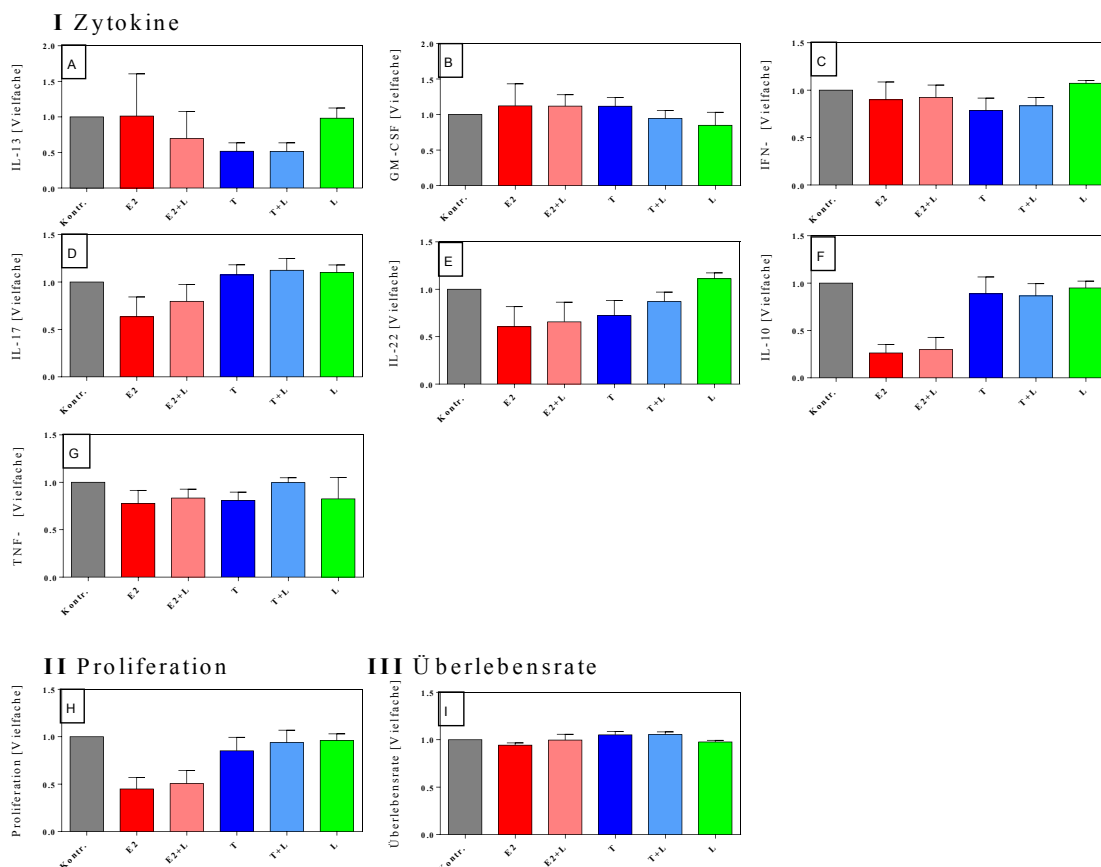 I Zytokine
A
IL-13 [Vielfache]
2.0
1.5
1.0
0.5
0.0
Kontr.
E2
E2+L
T
T+L
L
B
GM-CSF [Vielfache]
2.0
1.5
1.0
0.5
0.0
Kontr.
E2
E2+L
T
T+L
L
C
IFN- [Vielfache]
1.5
1.0
0.5
0.0
Kontr.
E2
E2+L
T
T+L
L
D
IL-17 [Vielfache]
1.5
1.0
0.5
0.0
Kontr.
E2
E2+L
T
T+L
L
E
IL-22 [Vielfache]
1.5
1.0
0.5
0.0
Kontr.
E2
E2+L
T
T+L
L
F
IL-10 [Vielfache]
1.5
1.0
0.5
0.0
Kontr.
E2
E2+L
T
T+L
L
G
TNF- [Vielfache]
1.5
1.0
0.5
0.0
Kontr.
E2
E2+L
T
T+L
L
II Proliferation
H
Proliferation [Vielfache]
1.5
1.0
0.5
0.0
Kontr.
E2
E2+L
T
T+L
L
III Überlebensrate
I
Überlebensrate [Vielfache]
1.5
1.0
0.5
0.0
Kontr.
E2
E2+L
T
T+L
L